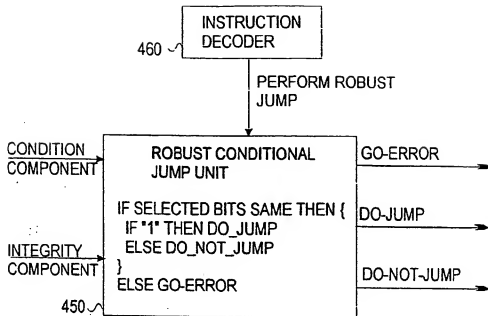 INSTRUCTION
DECODER
460
PERFORM ROBUST
JUMP
CONDITION
COMPONENT
ROBUST CONDITIONAL
JUMP UNIT
GO-ERROR
IF SELECTED BITS SAME THEN {
IF "1" THEN DO_JUMP
ELSE DO_NOT_JUMP
}
ELSE GO-ERROR
DO-JUMP
INTEGRITY
COMPONENT
DO-NOT-JUMP
450